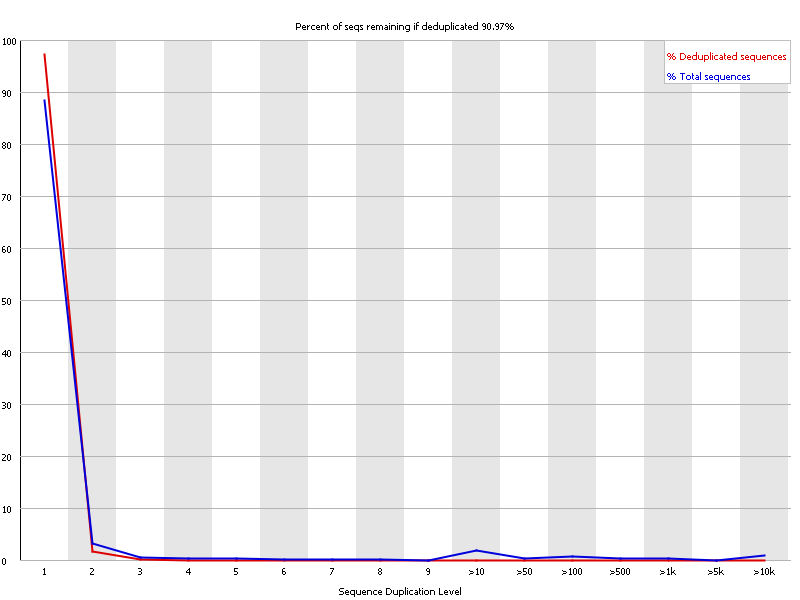 Percent of seqs remaining if deduplicated 90.97%
% Deduplicated sequences
% Total sequences
100
90
80
70
60
50
40
30
20
10
0
1 2 3 4 5 6 7 8 9 >10 >50 >100 >500 >1k >5k >10k
Sequence Duplication Level